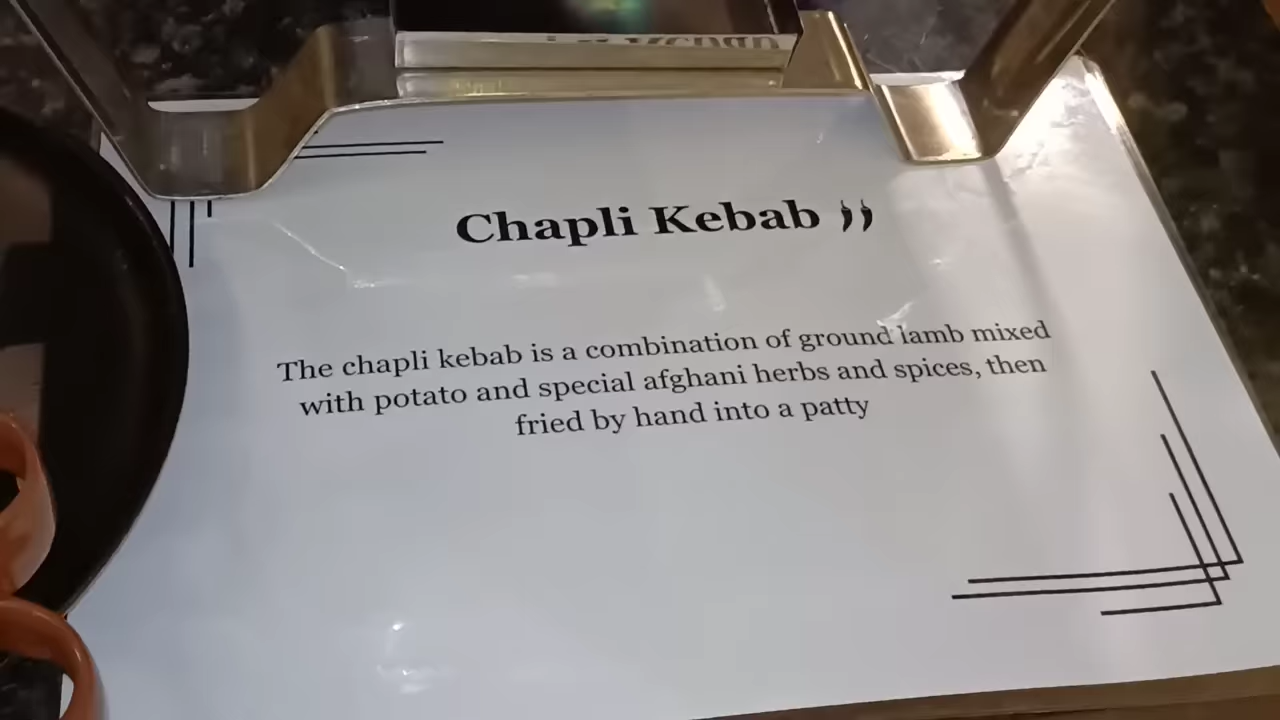 Chapli Kebab
The chapli kebab is a combination of ground lamb mixed
with potato and special afghani herbs and spices, then
fried by hand into a patty